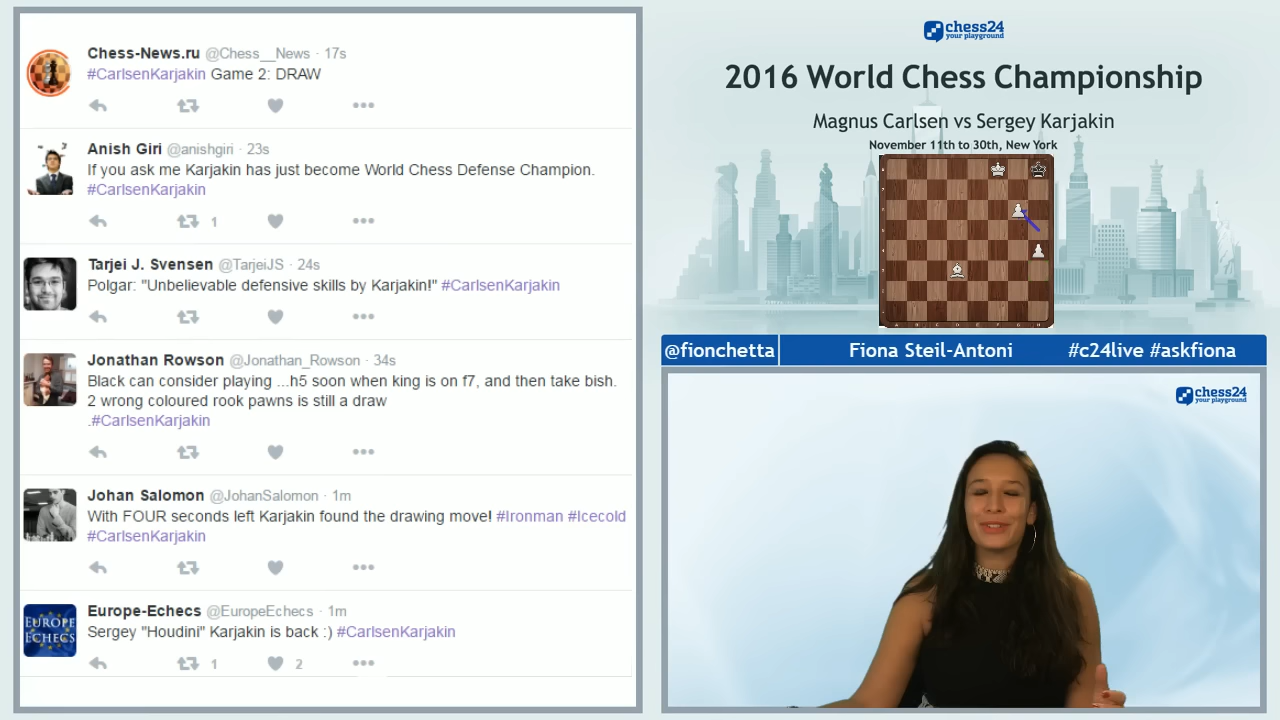 Chess-News.ru @Chess__News · 17s
#CarlsenKarjakin Game 2: DRAW
Anish Giri @anishgiri · 23s
If you ask me Karjakin has just become World Chess Defense Champion.
#CarlsenKarjakin
1
Tarjei J. Svensen @TarjeiJS · 24s
Polgar: "Unbelievable defensive skills by Karjakin!" #CarlsenKarjakin
Jonathan Rowson @Jonathan_Rowson · 34s
Black can consider playing ...h5 soon when king is on f7, and then take bish.
2 wrong coloured rook pawns is still a draw
.#CarlsenKarjakin
Johan Salomon @JohanSalomon · 1m
With FOUR seconds left Karjakin found the drawing move! #Ironman #Icecold
#CarlsenKarjakin
EUROPE
ECHECS
Europe-Echecs @EuropeEchecs · 1m
Sergey "Houdini" Karjakin is back :) #CarlsenKarjakin
1 2
chess24
your playground
2016 World Chess Championship
Magnus Carlsen vs Sergey Karjakin
November 11th to 30th, New York
@fionchetta Fiona Steil-Antoni #c24live #askfiona
chess24
your playground